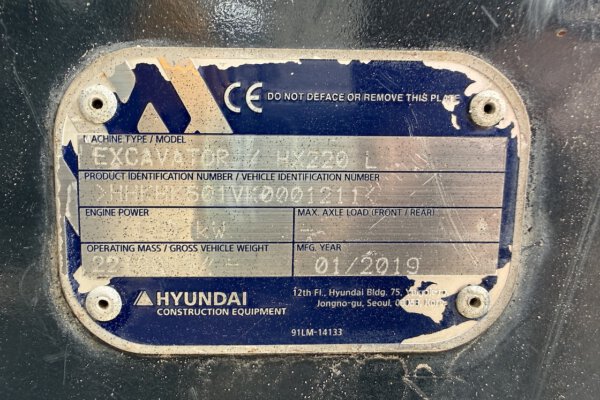 CE DO NOT DEFACE OR REMOVE THIS PLATE
MACHINE TYPE / MODEL
EXCAVATOR / HX220 L
PRODUCT IDENTIFICATION NUMBER / VEHICLE IDENTIFICATION NUMBER
HHKHK601VK0001211
ENGINE POWER
MAX. AXLE LOAD (FRONT / REAR)
kW
-
OPERATING MASS / GROSS VEHICLE WEIGHT
MFG. YEAR
22
01/2019
HYUNDAI
CONSTRUCTION EQUIPMENT
12th Fl., Hyundai Bldg. 75,
Jongno-gu, Seoul,
91LM-14133